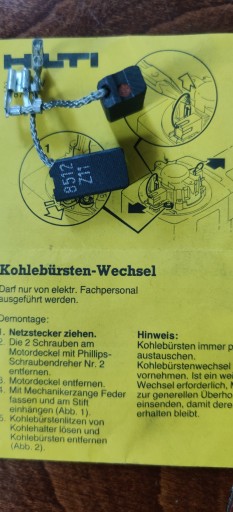 HILTI
8512
Z11
1
Kohlebürsten-Wechsel
Darf nur von elektr. Fachpersonal
ausgeführt werden.
Demontage:
1. Netzstecker ziehen.
2. Die 2 Schrauben am
Motordeckel mit Phillips-
Schraubendreher Nr. 2
entfernen.
3. Motordeckel entfernen.
4. Mit Mechanikerzange Feder
fassen und am Stift
einhängen (Abb. 1).
5. Kohlebürstenlitzen von
Kohlehalter lösen und
Kohlebürsten entfernen
(Abb. 2).
Hinweis:
Kohlebürsten immer p
austauschen.
Kohlebürstenwechsel
vornehmen. Ist ein we
Wechsel erforderlich, M
zur generellen Überho
einsenden, damit dere
erhalten bleibt.